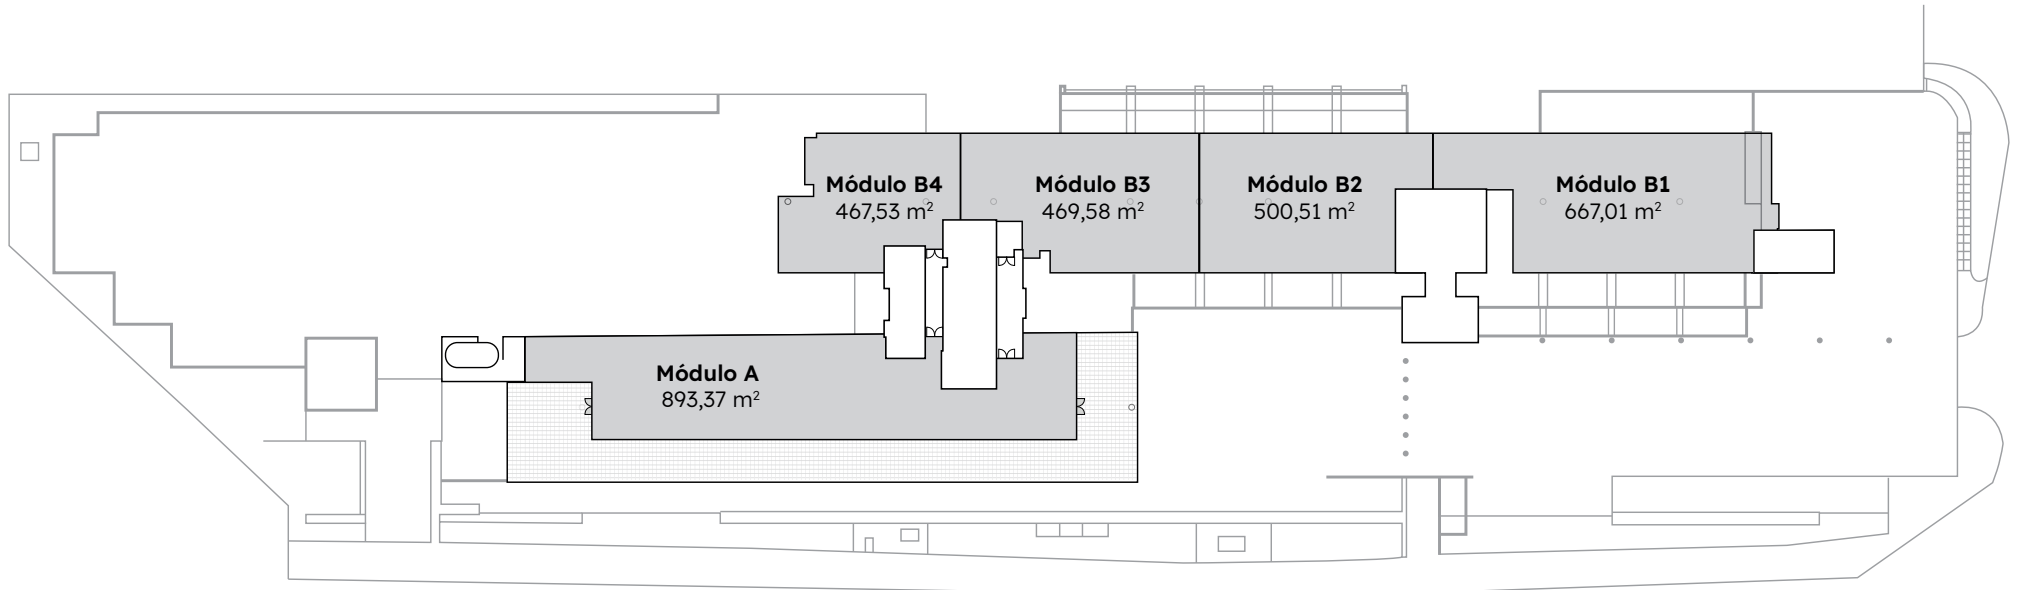 Módulo B4
467,53 m²
Módulo B3
469,58 m²
Módulo B2
500,51 m²
Módulo B1
667,01 m²
Módulo A
893,37 m²